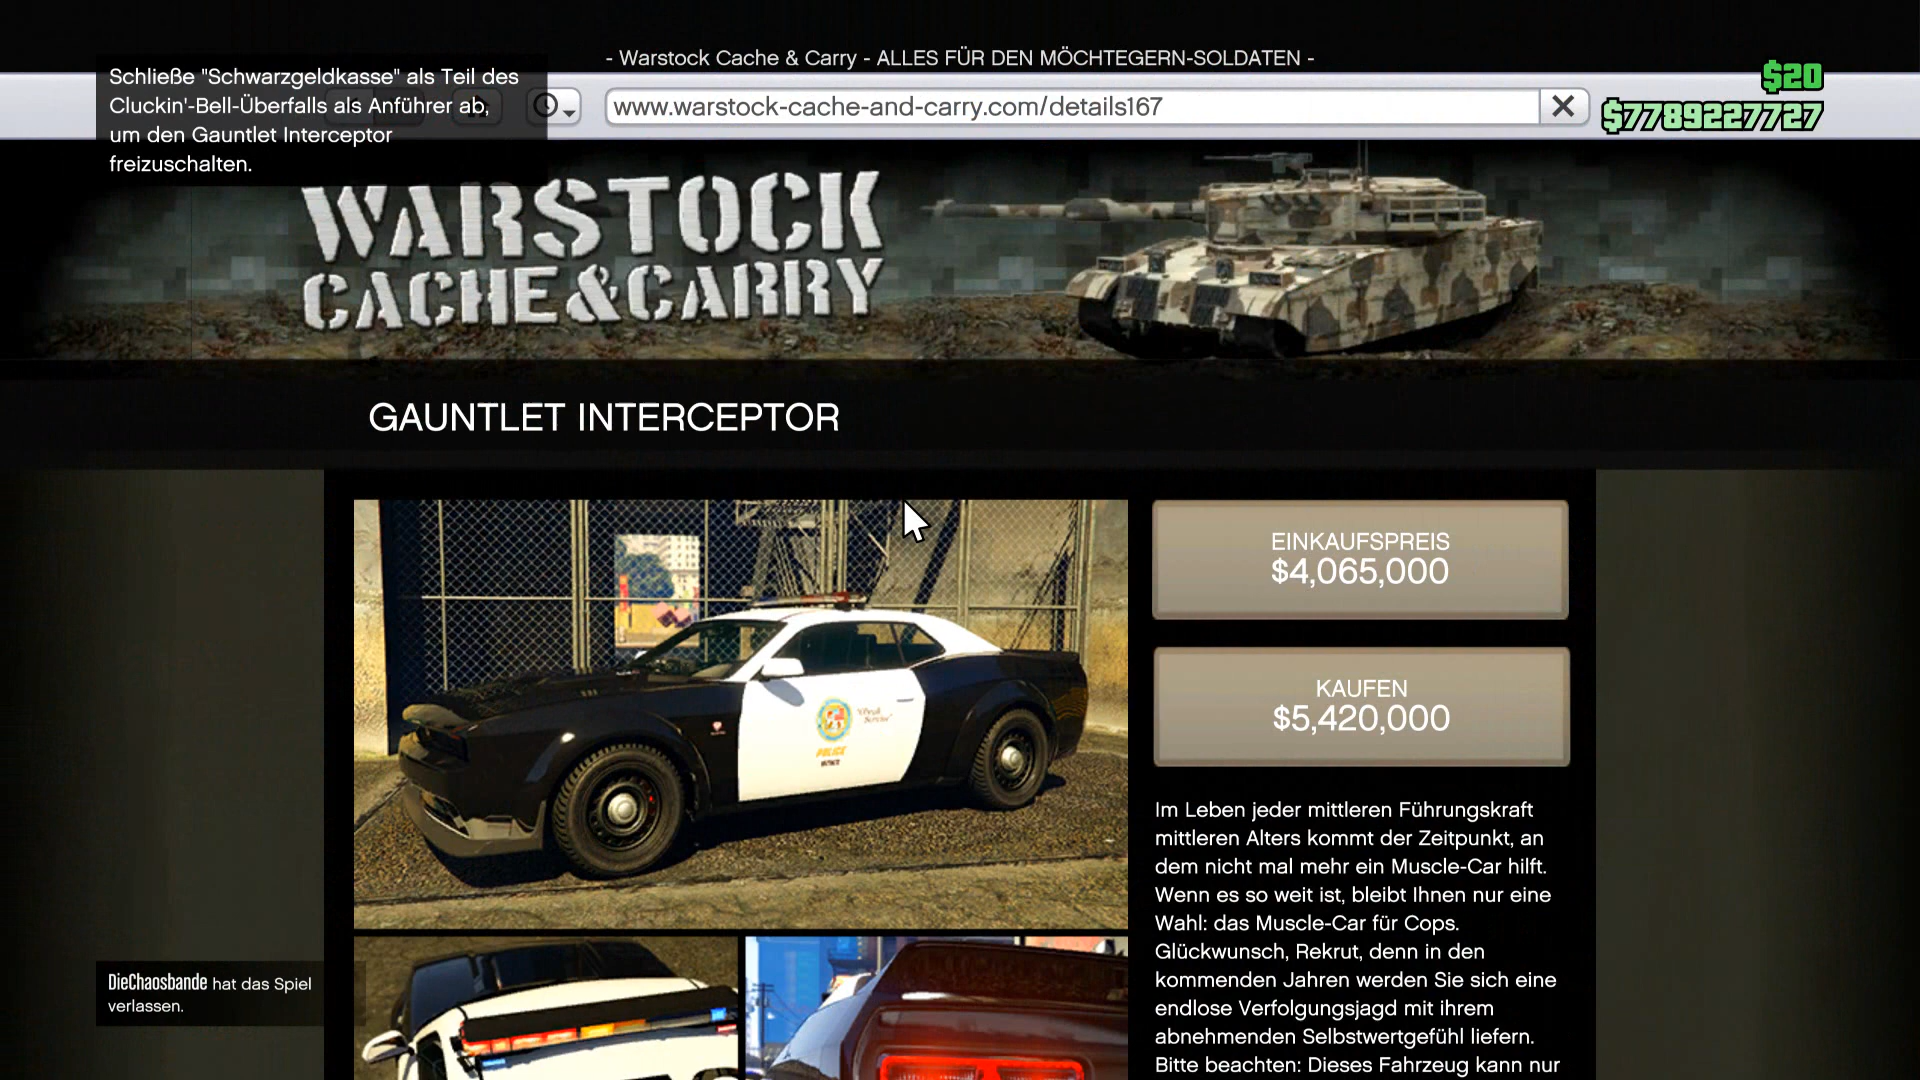 - Warstock Cache & Carry - ALLES FÜR DEN MÖCHTEGERN-SOLDATEN -
Schließe "Schwarzgeldkasse" als Teil des
Cluckin'-Bell-Überfalls als Anführer ab,
um den Gauntlet Interceptor
freizuschalten.
www.warstock-cache-and-carry.com/details167
$20
$7789227727
WARSTOCK
CACHE & CARRY
GAUNTLET INTERCEPTOR
EINKAUFSPREIS
$4,065,000
KAUFEN
$5,420,000
POLICE
Im Leben jeder mittleren Führungskraft
mittleren Alters kommt der Zeitpunkt, an
dem nicht mal mehr ein Muscle-Car hilft.
Wenn es so weit ist, bleibt Ihnen nur eine
Wahl: das Muscle-Car für Cops.
Glückwunsch, Rekrut, denn in den
kommenden Jahren werden Sie sich eine
endlose Verfolgungsjagd mit ihrem
abnehmenden Selbstwertgefühl liefern.
Bitte beachten: Dieses Fahrzeug kann nur
DieChaosbande hat das Spiel
verlassen.